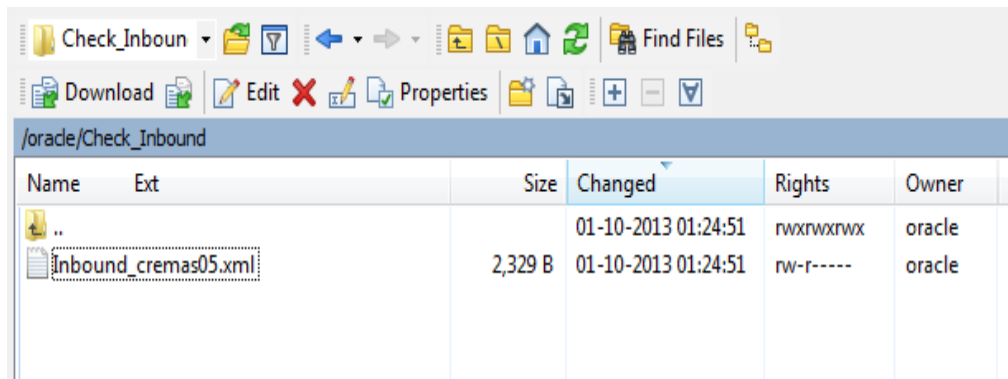 Check_Inboun Find Files
Download Edit Properties
/oracle/Check_Inbound
Name Ext Size Changed Rights Owner
.. 01-10-2013 01:24:51 rwxrwxrwx oracle
Inbound_cremas05.xml 2,329 B 01-10-2013 01:24:51 rw-r----- oracle